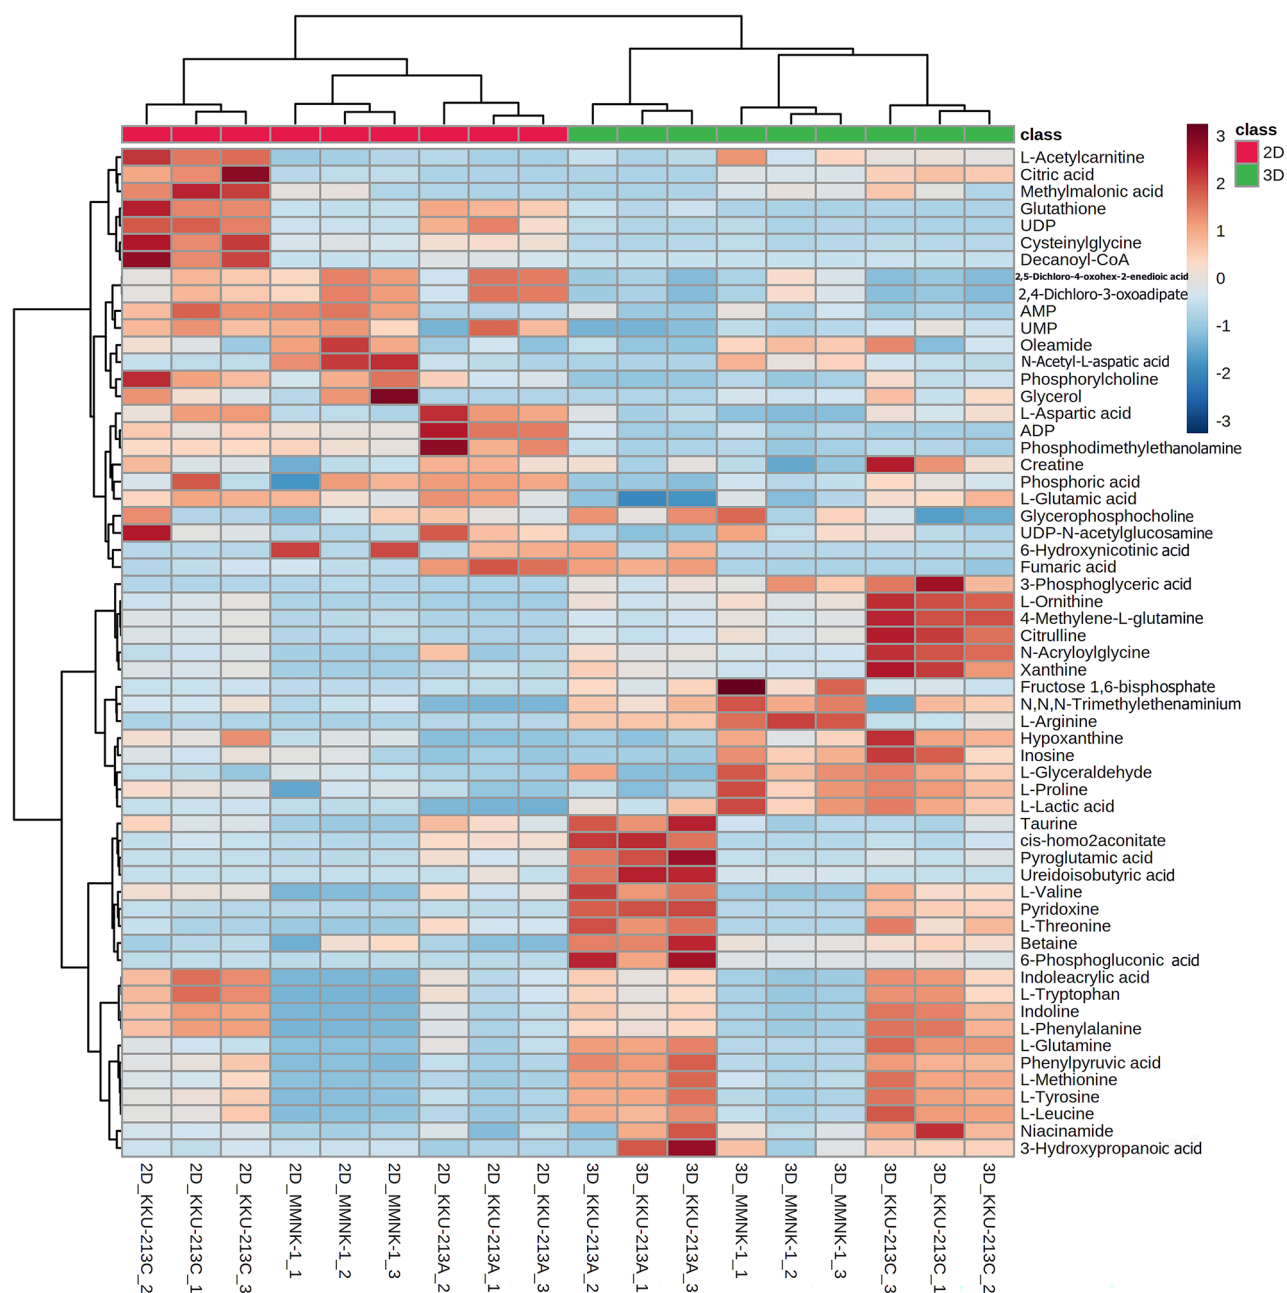 class
L-Acetylcarnitine
Citric acid
Methylmalonic acid
Glutathione
UDP
Cysteinylglycine
Decanoyl-CoA
2,5-Dichloro-4-oxohex-2-enedioic acid
2,4-Dichloro-3-oxoadipate
AMP
UMP
Oleamide
N-Acetyl-L-aspatic acid
Phosphorylcholine
Glycerol
L-Aspartic acid
ADP
Phosphodimethylethanolamine
Creatine
Phosphoric acid
L-Glutamic acid
Glycerophosphocholine
UDP-N-acetylglucosamine
6-Hydroxynicotinic acid
Fumaric acid
3-Phosphoglyceric acid
L-Ornithine
4-Methylene-L-glutamine
Citrulline
N-Acryloylglycine
Xanthine
Fructose 1,6-bisphosphate
N,N,N-Trimethylethenaminium
L-Arginine
Hypoxanthine
Inosine
L-Glyceraldehyde
L-Proline
L-Lactic acid
Taurine
cis-homo2aconitate
Pyroglutamic acid
Ureidoisobutyric acid
L-Valine
Pyridoxine
L-Threonine
Betaine
6-Phosphogluconic acid
Indoleacrylic acid
L-Tryptophan
Indoline
L-Phenylalanine
L-Glutamine
Phenylpyruvic acid
L-Methionine
L-Tyrosine
L-Leucine
Niacinamide
3-Hydroxypropanoic acid
3
2
1
0
-1
-2
-3
class
2D
3D
2D_KKU-213C_2
2D_KKU-213C_1
2D_KKU-213C_3
2D_MMNK-1_1
2D_MMNK-1_2
2D_MMNK-1_3
2D_KKU-213A_2
2D_KKU-213A_1
2D_KKU-213A_3
3D_KKU-213A_2
3D_KKU-213A_1
3D_KKU-213A_3
3D_MMNK-1_1
3D_MMNK-1_2
3D_MMNK-1_3
3D_KKU-213C_3
3D_KKU-213C_1
3D_KKU-213C_2